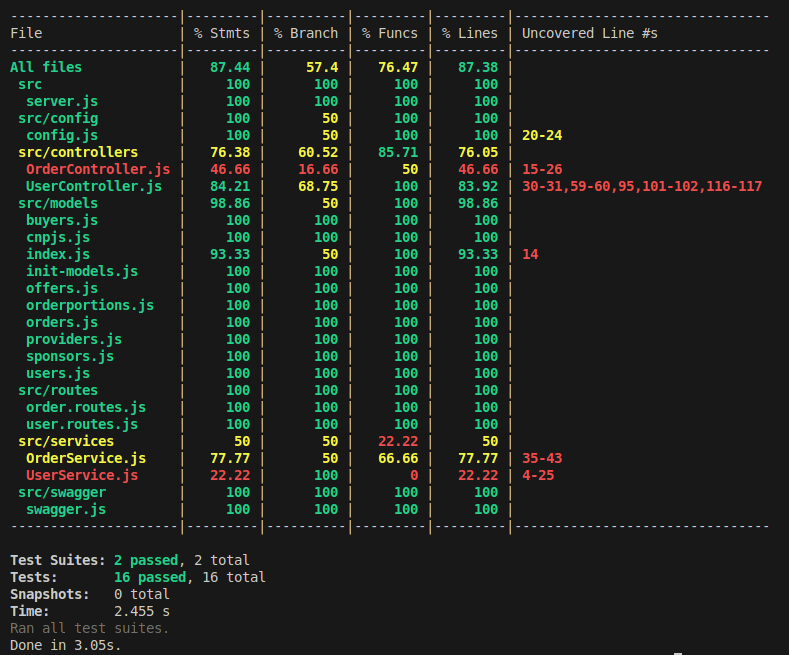 ---------------------|---------|----------|---------|---------|-------------------------------
File                 | % Stmts | % Branch | % Funcs | % Lines | Uncovered Line #s
---------------------|---------|----------|---------|---------|-------------------------------
All files            |   87.44 |     57.4 |   76.47 |   87.38 |
 src                 |     100 |      100 |     100 |     100 |
  server.js          |     100 |      100 |     100 |     100 |
 src/config          |     100 |       50 |     100 |     100 |
  config.js          |     100 |       50 |     100 |     100 | 20-24
 src/controllers     |   76.38 |    60.52 |   85.71 |   76.05 |
  OrderController.js |   46.66 |    16.66 |      50 |   46.66 | 15-26
  UserController.js  |   84.21 |    68.75 |     100 |   83.92 | 30-31,59-60,95,101-102,116-117
 src/models          |   98.86 |       50 |     100 |   98.86 |
  buyers.js          |     100 |      100 |     100 |     100 |
  cnpjs.js           |     100 |      100 |     100 |     100 |
  index.js           |   93.33 |       50 |     100 |   93.33 | 14
  init-models.js     |     100 |      100 |     100 |     100 |
  offers.js          |     100 |      100 |     100 |     100 |
  orderportions.js   |     100 |      100 |     100 |     100 |
  orders.js          |     100 |      100 |     100 |     100 |
  providers.js       |     100 |      100 |     100 |     100 |
  sponsors.js        |     100 |      100 |     100 |     100 |
  users.js           |     100 |      100 |     100 |     100 |
 src/routes          |     100 |      100 |     100 |     100 |
  order.routes.js    |     100 |      100 |     100 |     100 |
  user.routes.js     |     100 |      100 |     100 |     100 |
 src/services        |      50 |       50 |   22.22 |      50 |
  OrderService.js    |   77.77 |       50 |   66.66 |   77.77 | 35-43
  UserService.js     |   22.22 |      100 |       0 |   22.22 | 4-25
 src/swagger         |     100 |      100 |     100 |     100 |
  swagger.js         |     100 |      100 |     100 |     100 |
---------------------|---------|----------|---------|---------|-------------------------------
Test Suites: 2 passed, 2 total
Tests:       16 passed, 16 total
Snapshots:   0 total
Time:        2.455 s
Ran all test suites.
Done in 3.05s.